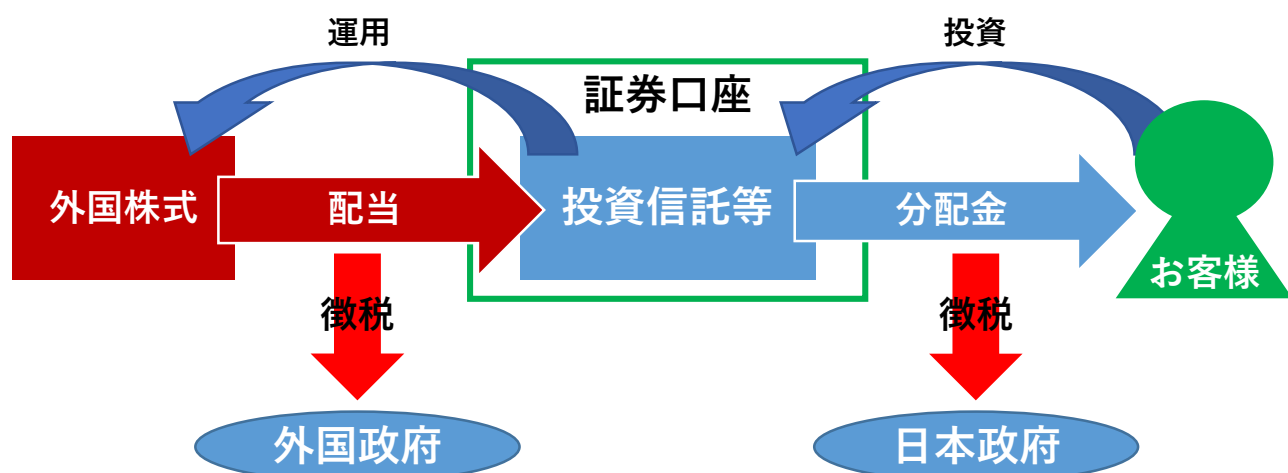 運用
投資
証券口座
外国株式
配当
投資信託等
分配金
お客様
徴税
徴税
外国政府
日本政府